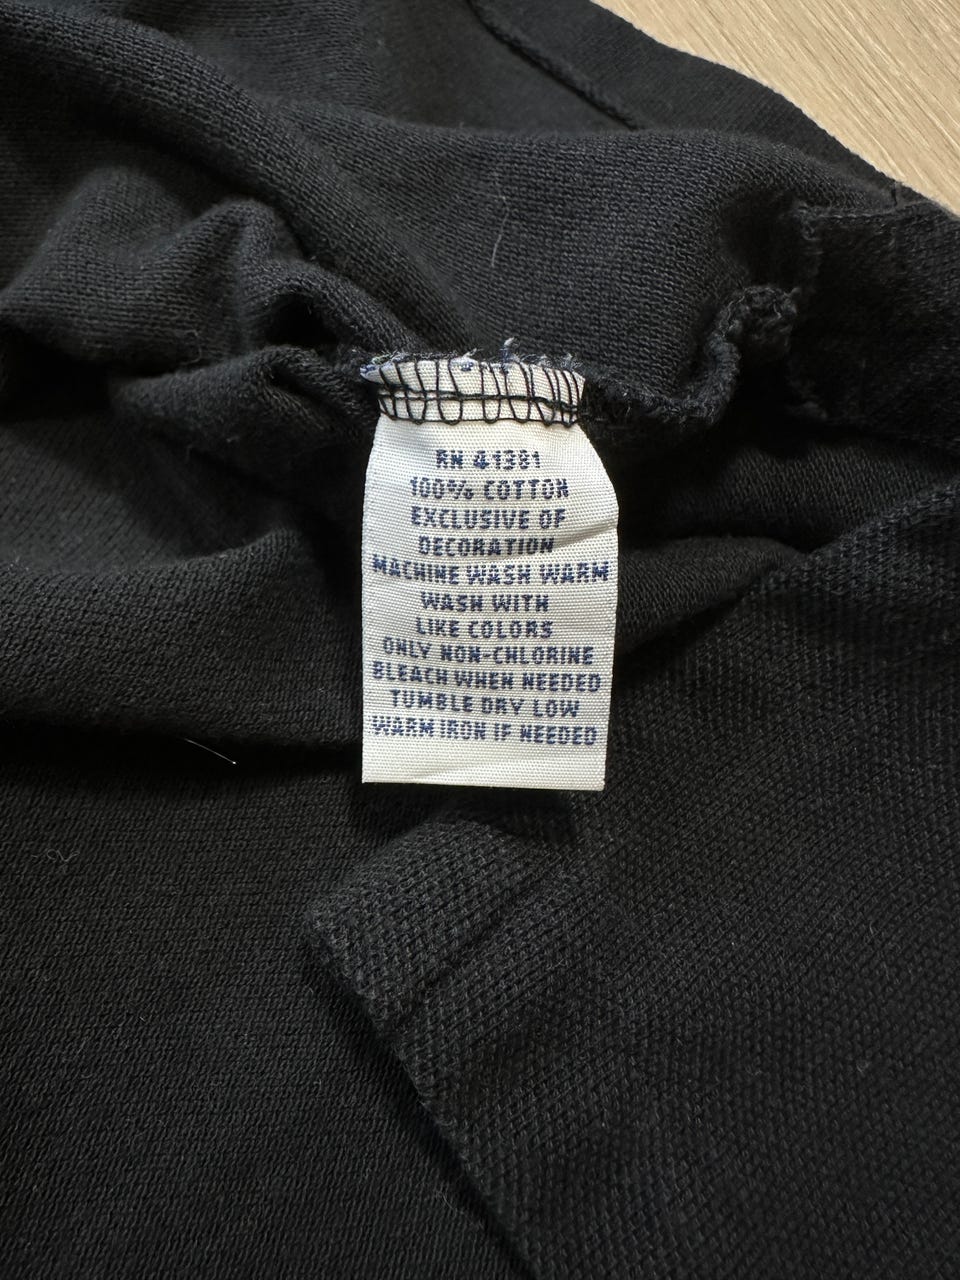 RN 41381
100% COTTON
EXCLUSIVE OF
DECORATION
MACHINE WASH WARM
WASH WITH
LIKE COLORS
ONLY NON-CHLORINE
BLEACH WHEN NEEDED
TUMBLE DRY LOW
WARM IRON IF NEEDED